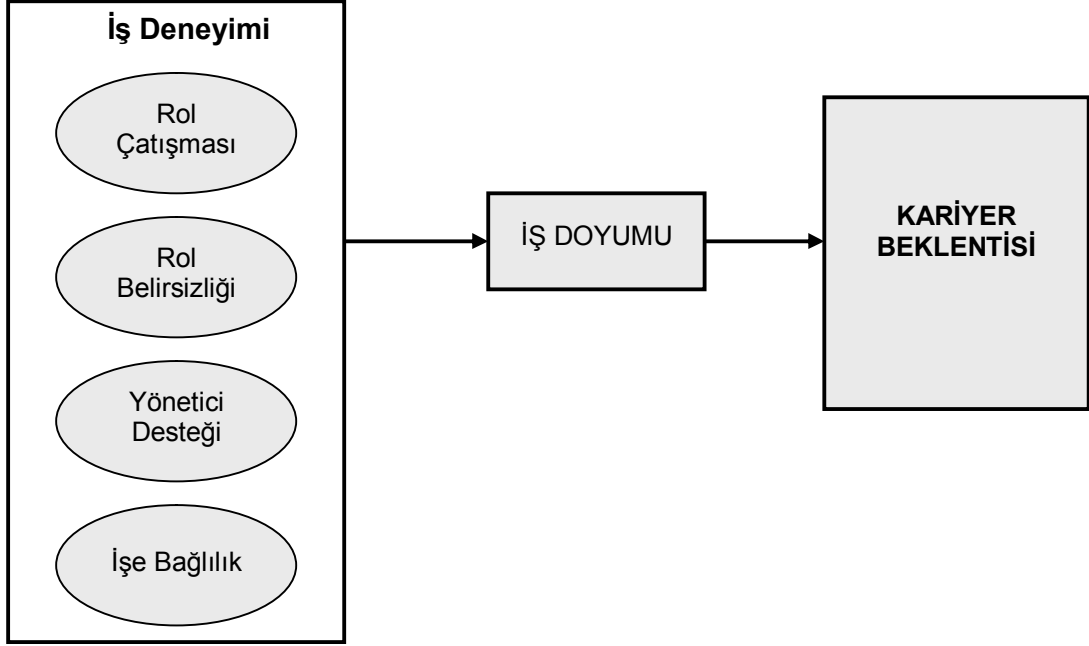 İş Deneyimi
Rol
Çatışması
Rol
Belirsizliği
Yönetici
Desteği
İşe Bağlılık
İŞ DOYUMU
KARİYER
BEKLENTİSİ